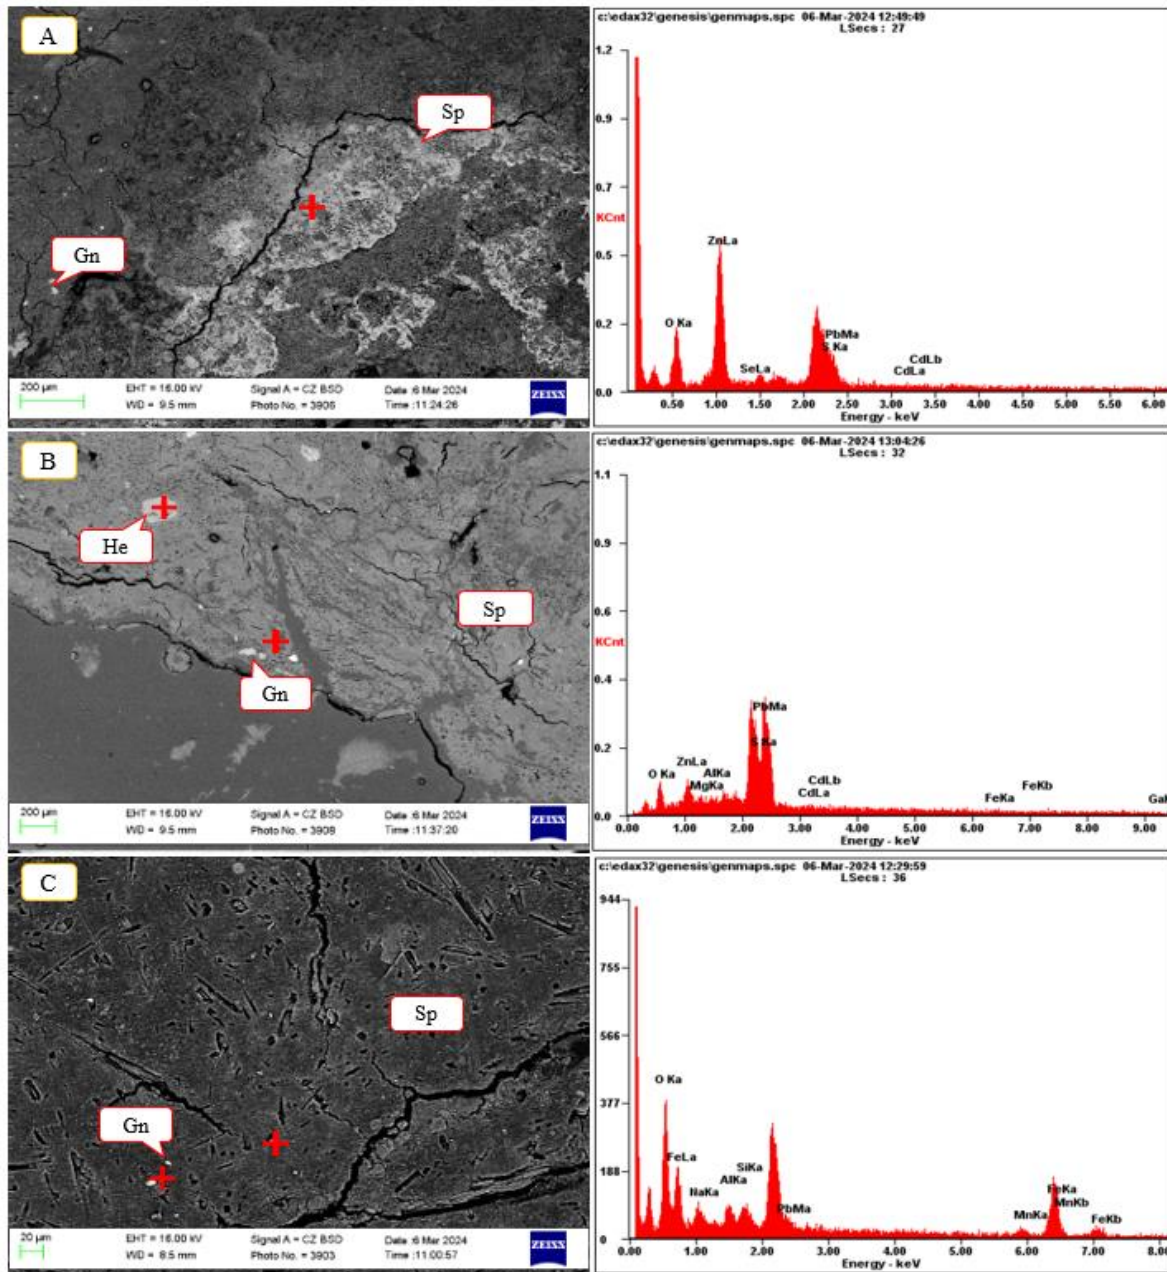 A
Sp
Gn
200 µm
EHT = 16.00 kV
Signal A = CZ BSD
Date :6 Mar 2024
WD = 9.5 mm
Photo No. = 3906
Time :11:24:26
ZEISS
c:\edax32\genesis\genmaps.spc 06-Mar-2024 12:49:49
LSecs : 27
1.2
0.9
0.7
KCnt
0.5
0.2
0.0
ZnLa
O Ka
PbMa
S Ka
SeLa
CdLb
CdLa
0.50 1.00 1.50 2.00 2.50 3.00 3.50 4.00 4.50 5.00 5.50 6.00
Energy - keV
B
He
Sp
Gn
200 µm
EHT = 16.00 kV
Signal A = CZ BSD
Date :6 Mar 2024
WD = 9.5 mm
Photo No. = 3908
Time :11:37:20
ZEISS
c:\edax32\genesis\genmaps.spc 06-Mar-2024 13:04:26
LSecs : 32
1.1
0.9
0.6
KCnt
0.4
0.2
0.0
PbMa
S Ka
O Ka
ZnLa
AlKa
MgKa
CdLb
CdLa
FeKb
FeKa
0.00 1.00 2.00 3.00 4.00 5.00 6.00 7.00 8.00 9.00
Energy - keV
C
Sp
Gn
20 µm
EHT = 16.00 kV
Signal A = CZ BSD
Date :6 Mar 2024
WD = 8.5 mm
Photo No. = 3903
Time :11:00:57
ZEISS
c:\edax32\genesis\genmaps.spc 06-Mar-2024 12:29:59
LSecs : 36
944
755
566
377
188
0
O Ka
FeLa
NaKa
AlKa
SiKa
PbMa
MnKa
FeKa
MnKb
FeKb
0.00 1.00 2.00 3.00 4.00 5.00 6.00 7.00 8.00
Energy - keV